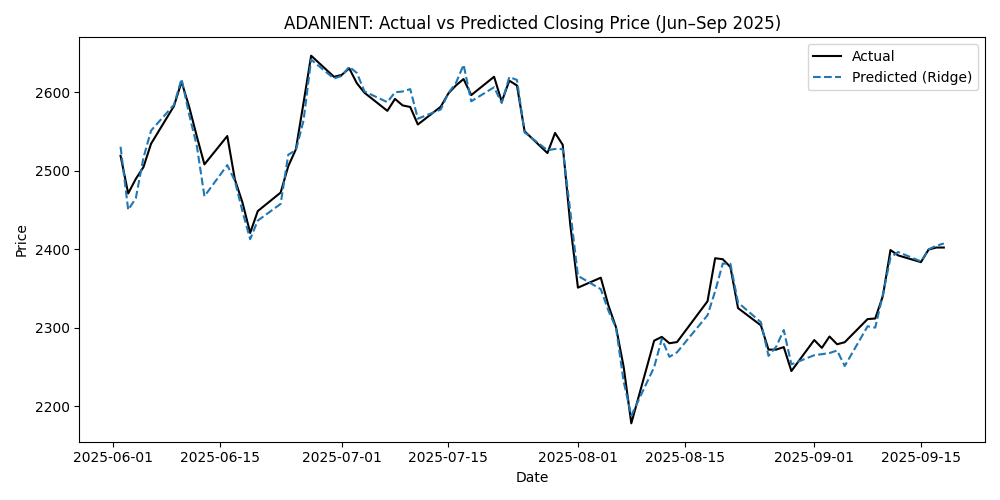 ADANIENT: Actual vs Predicted Closing Price (Jun–Sep 2025)
Actual
Predicted (Ridge)
Price
2600
2500
2400
2300
2200
2025-06-01 2025-06-15 2025-07-01 2025-07-15 2025-08-01 2025-08-15 2025-09-01 2025-09-15
Date